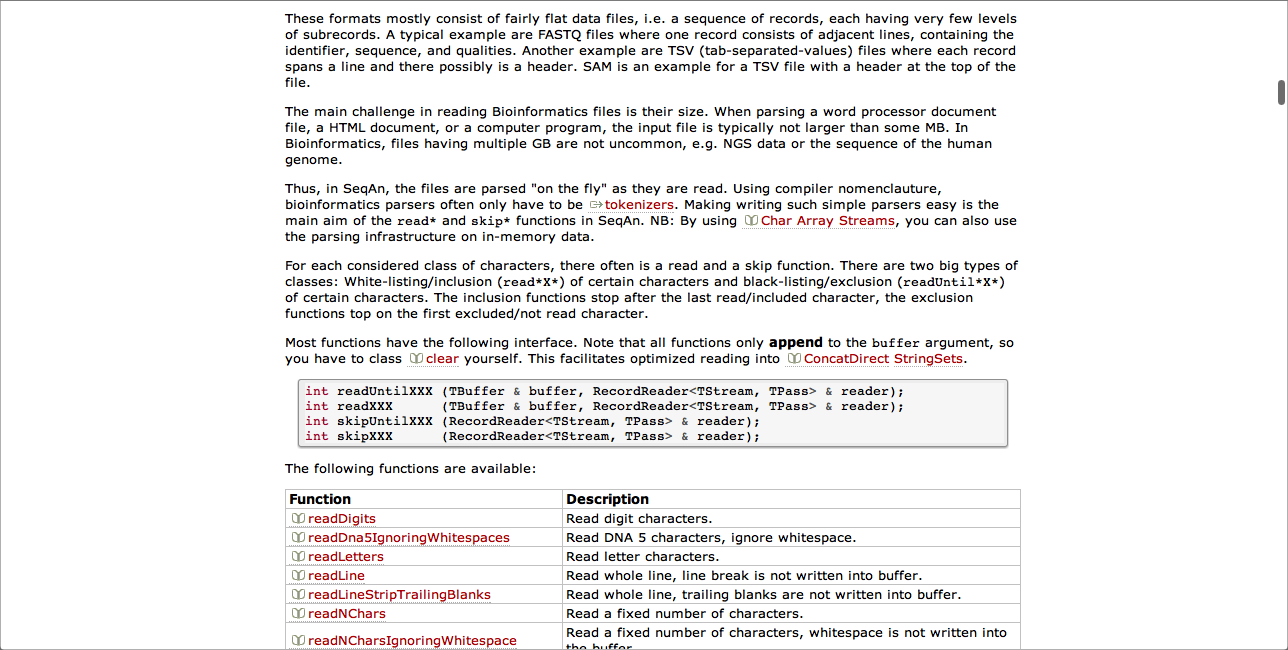 These formats mostly consist of fairly flat data files, i.e. a sequence of records, each having very few levels
of subrecords. A typical example are FASTQ files where one record consists of adjacent lines, containing the
identifier, sequence, and qualities. Another example are TSV (tab-separated-values) files where each record
spans a line and there possibly is a header. SAM is an example for a TSV file with a header at the top of the
file.
The main challenge in reading Bioinformatics files is their size. When parsing a word processor document
file, a HTML document, or a computer program, the input file is typically not larger than some MB. In
Bioinformatics, files having multiple GB are not uncommon, e.g. NGS data or the sequence of the human
genome.
Thus, in SeqAn, the files are parsed "on the fly" as they are read. Using compiler nomenclauture,
bioinformatics parsers often only have to be tokenizers. Making writing such simple parsers easy is the
main aim of the read* and skip* functions in SeqAn. NB: By using Char Array Streams, you can also use
the parsing infrastructure on in-memory data.
For each considered class of characters, there often is a read and a skip function. There are two big types of
classes: White-listing/inclusion (read*X*) of certain characters and black-listing/exclusion (readUntil*X*)
of certain characters. The inclusion functions stop after the last read/included character, the exclusion
functions top on the first excluded/not read character.
Most functions have the following interface. Note that all functions only append to the buffer argument, so
you have to class clear yourself. This facilitates optimized reading into ConcatDirect StringSets.
int readUntilXXX (TBuffer & buffer, RecordReader<TStream, TPass> & reader);
int readXXX (TBuffer & buffer, RecordReader<TStream, TPass> & reader);
int skipUntilXXX (RecordReader<TStream, TPass> & reader);
int skipXXX (RecordReader<TStream, TPass> & reader);
The following functions are available:
Function Description
readDigits Read digit characters.
readDna5IgnoringWhitespaces Read DNA 5 characters, ignore whitespace.
readLetters Read letter characters.
readLine Read whole line, line break is not written into buffer.
readLineStripTrailingBlanks Read whole line, trailing blanks are not written into buffer.
readNChars Read a fixed number of characters.
readNCharsIgnoringWhitespace Read a fixed number of characters, whitespace is not written into
the buffer.